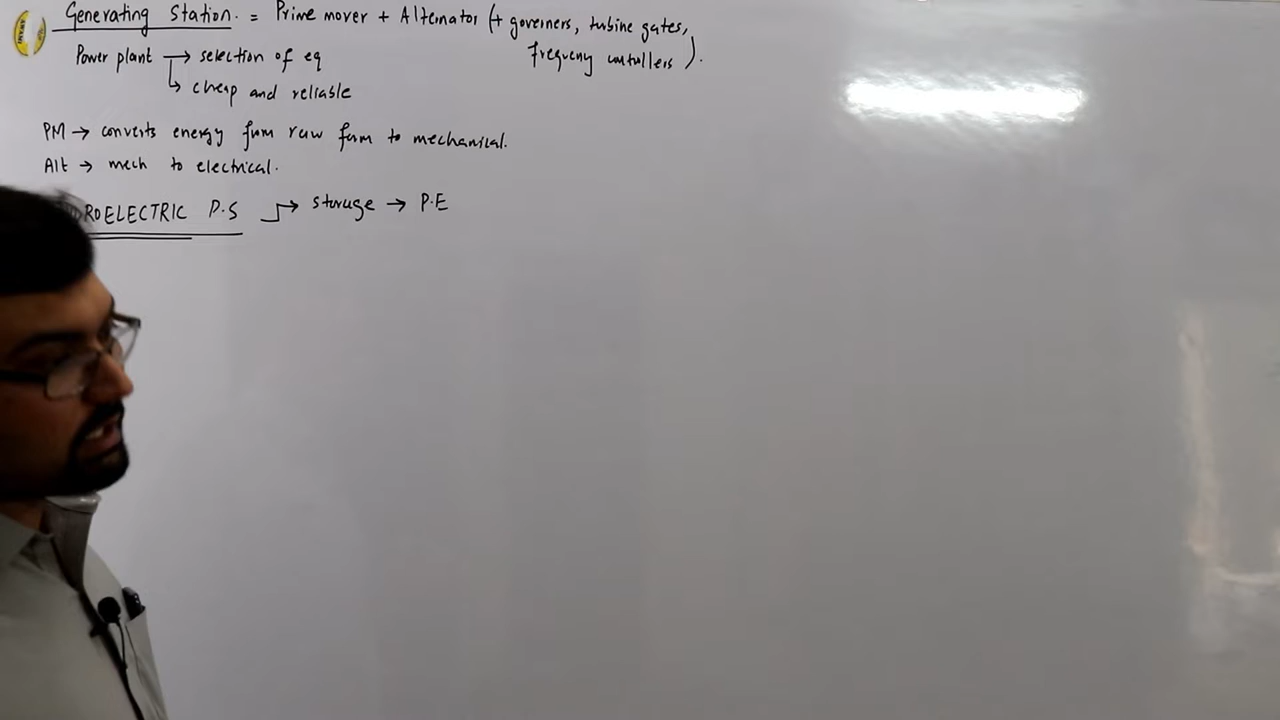 Generating Station. = Prime mover + Alternator (+ governers, turbine gates,
frequency controllers).
Power plant → selection of eq
↳ cheap and reliable
PM → converts energy from raw form to mechanical.
Alt → mech to electrical.
ROELECTRIC P.S → storage → P.E